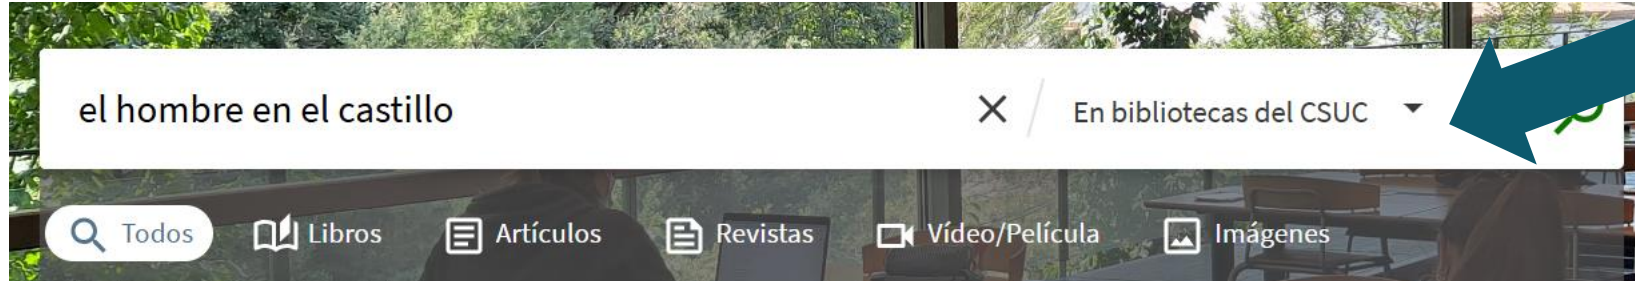 el hombre en el castillo En bibliotecas del CSUC
Todos Libros Artículos Revistas Vídeo/Película Imágenes